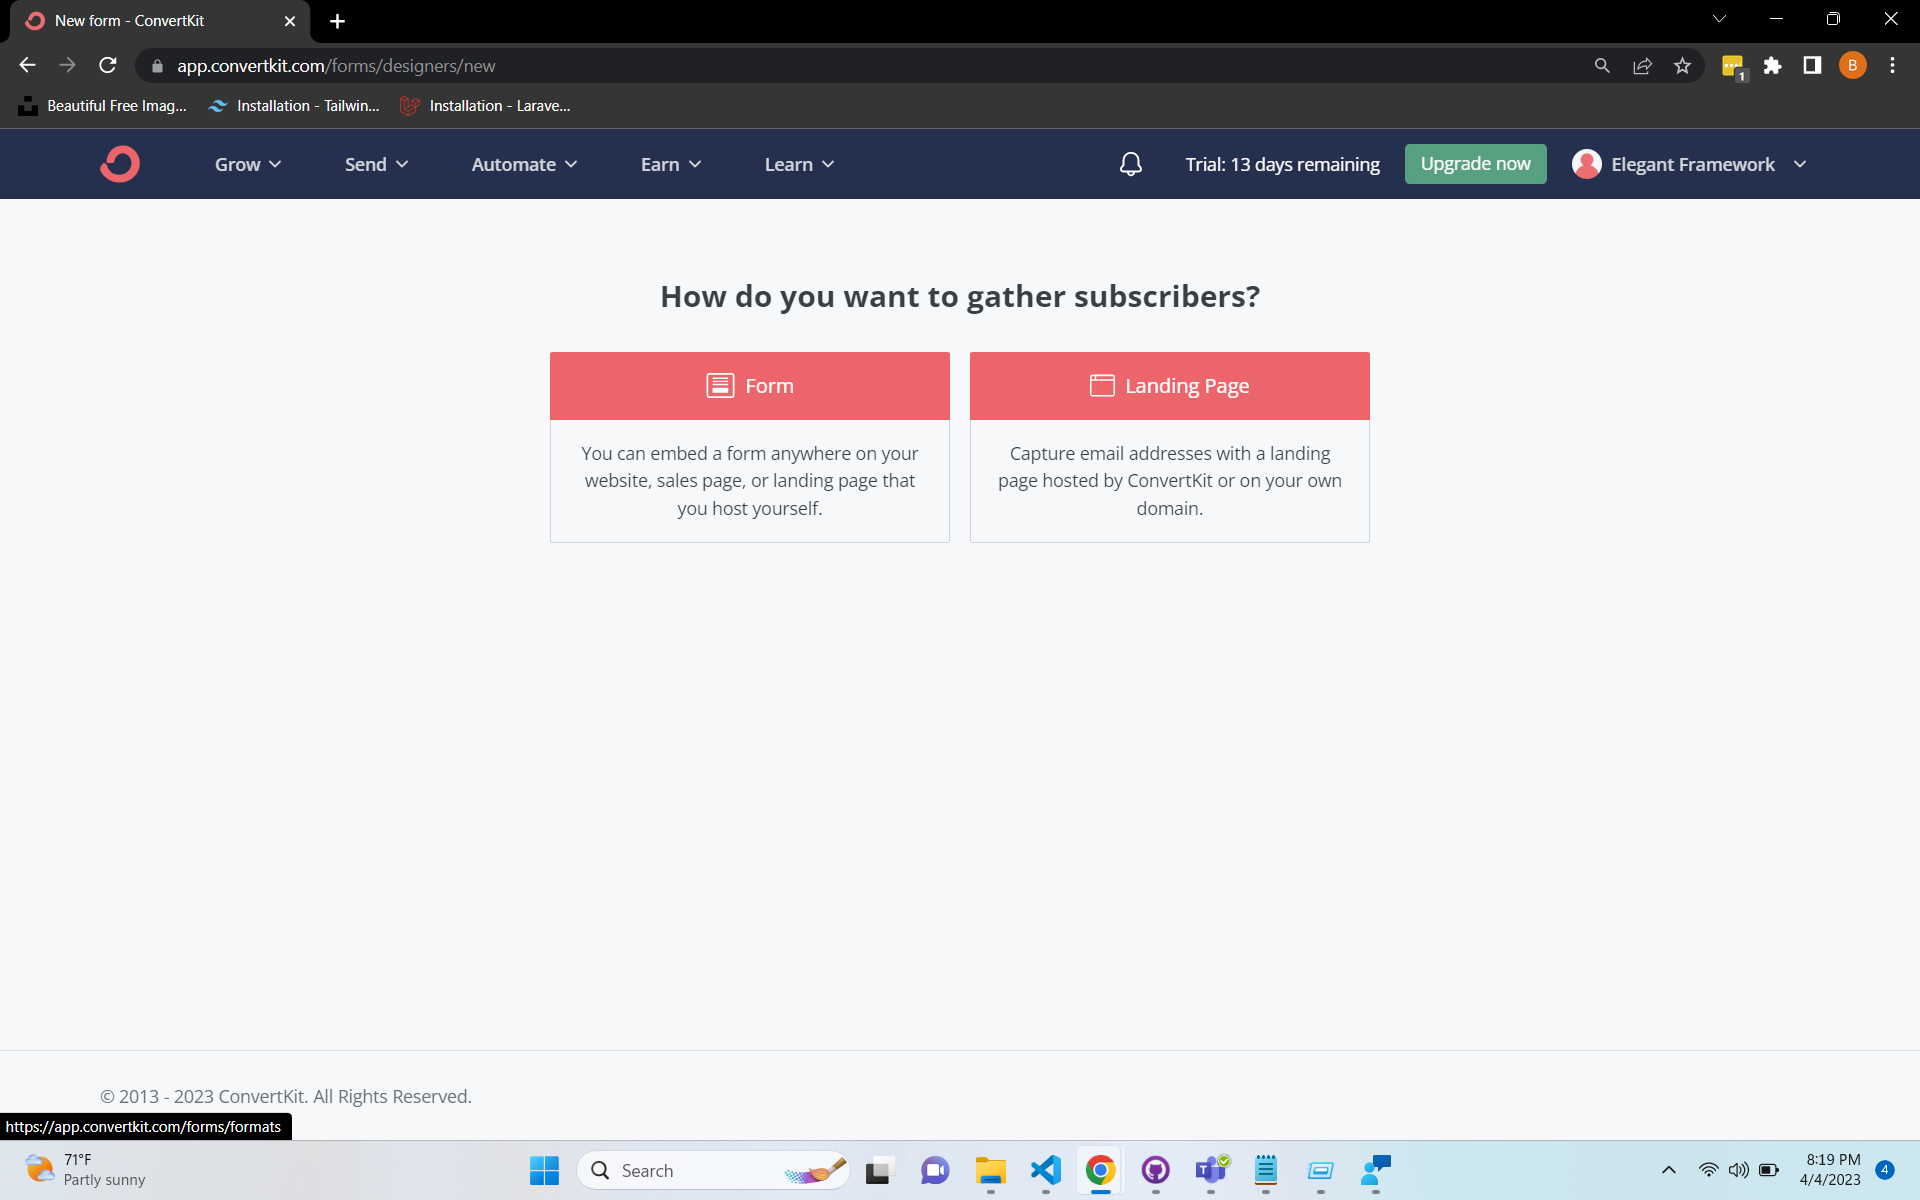 New form - ConvertKit
app.convertkit.com/forms/designers/new
1
B
Beautiful Free Imag...
Installation - Tailwin...
Installation - Larave...
Grow
Send
Automate
Earn
Learn
Trial: 13 days remaining
Upgrade now
Elegant Framework
How do you want to gather subscribers?
Form
Landing Page
You can embed a form anywhere on your
website, sales page, or landing page that
you host yourself.
Capture email addresses with a landing
page hosted by ConvertKit or on your own
domain.
© 2013 - 2023 ConvertKit. All Rights Reserved.
https://app.convertkit.com/forms/formats
71°F
Partly sunny
Search
T
8:19 PM
4/4/2023
4